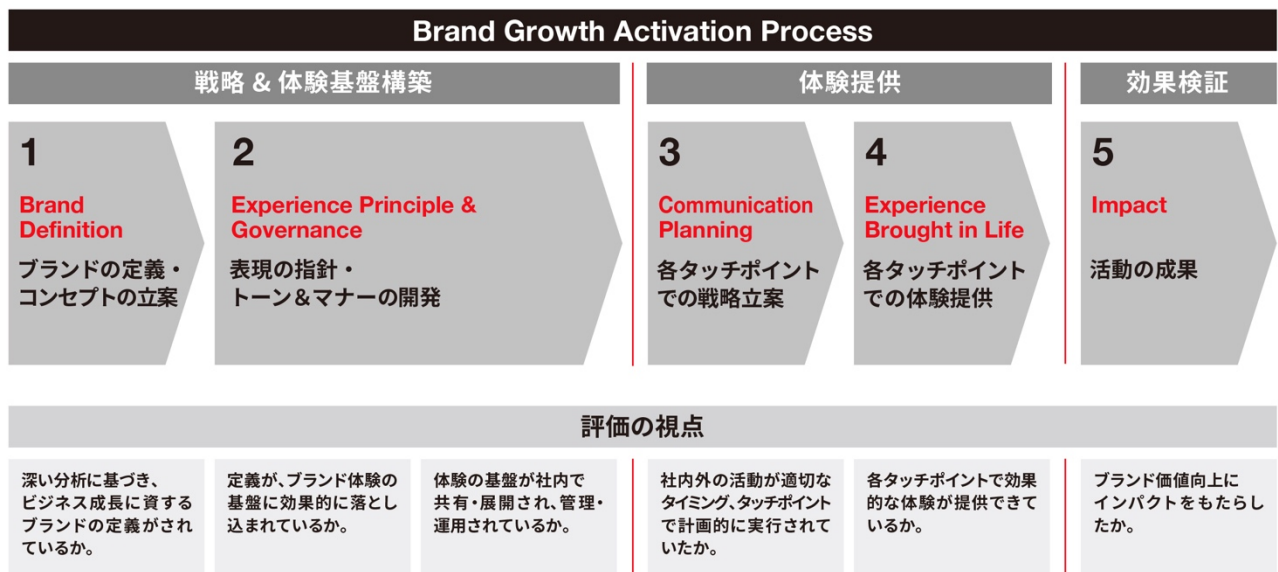 Brand Growth Activation Process
戦略 & 体験基盤構築
体験提供
効果検証
1
Brand
Definition
ブランドの定義・
コンセプトの立案
2
Experience Principle &
Governance
表現の指針・
トーン&マナーの開発
3
Communication
Planning
各タッチポイント
での戦略立案
4
Experience
Brought in Life
各タッチポイント
での体験提供
5
Impact
活動の成果
評価の視点
深い分析に基づき、
ビジネス成長に資する
ブランドの定義がされ
ているか。
定義が、ブランド体験の
基盤に効果的に落とし
込まれているか。
体験の基盤が社内で
共有・展開され、管理・
運用されているか。
社内外の活動が適切な
タイミング、タッチポイント
で計画的に実行されて
いたか。
各タッチポイントで効果
的な体験が提供できて
いるか。
ブランド価値向上に
インパクトをもたらし
たか。